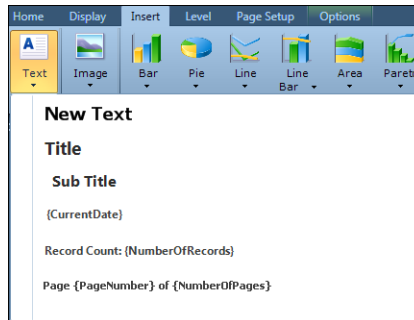 Home Display Insert Level Page Setup Options
A
Text Image Bar Pie Line Line Bar Area
New Text
Title
Sub Title
{CurrentDate}
Record Count: {NumberOfRecords}
Page {PageNumber} of {NumberOfPages}